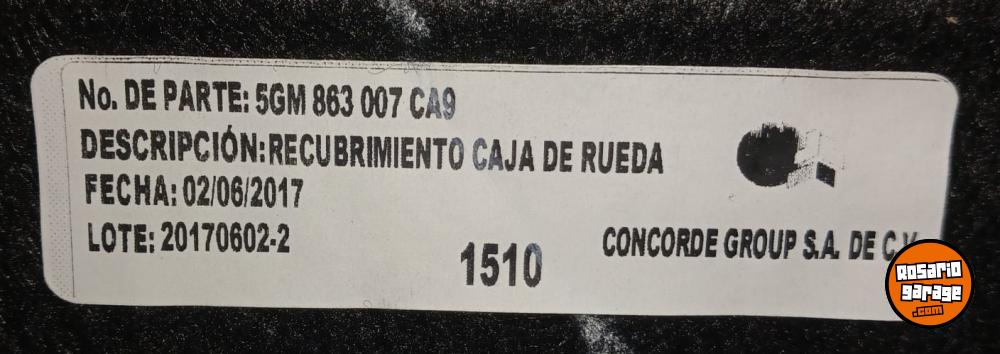 No. DE PARTE: 5GM 863 007 CA9
DESCRIPCIÓN:RECUBRIMIENTO CAJA DE RUEDA
FECHA: 02/06/2017
LOTE: 20170602-2
1510
CONCORDE GROUP S.A. DE C.V
Rosario
garage
.com